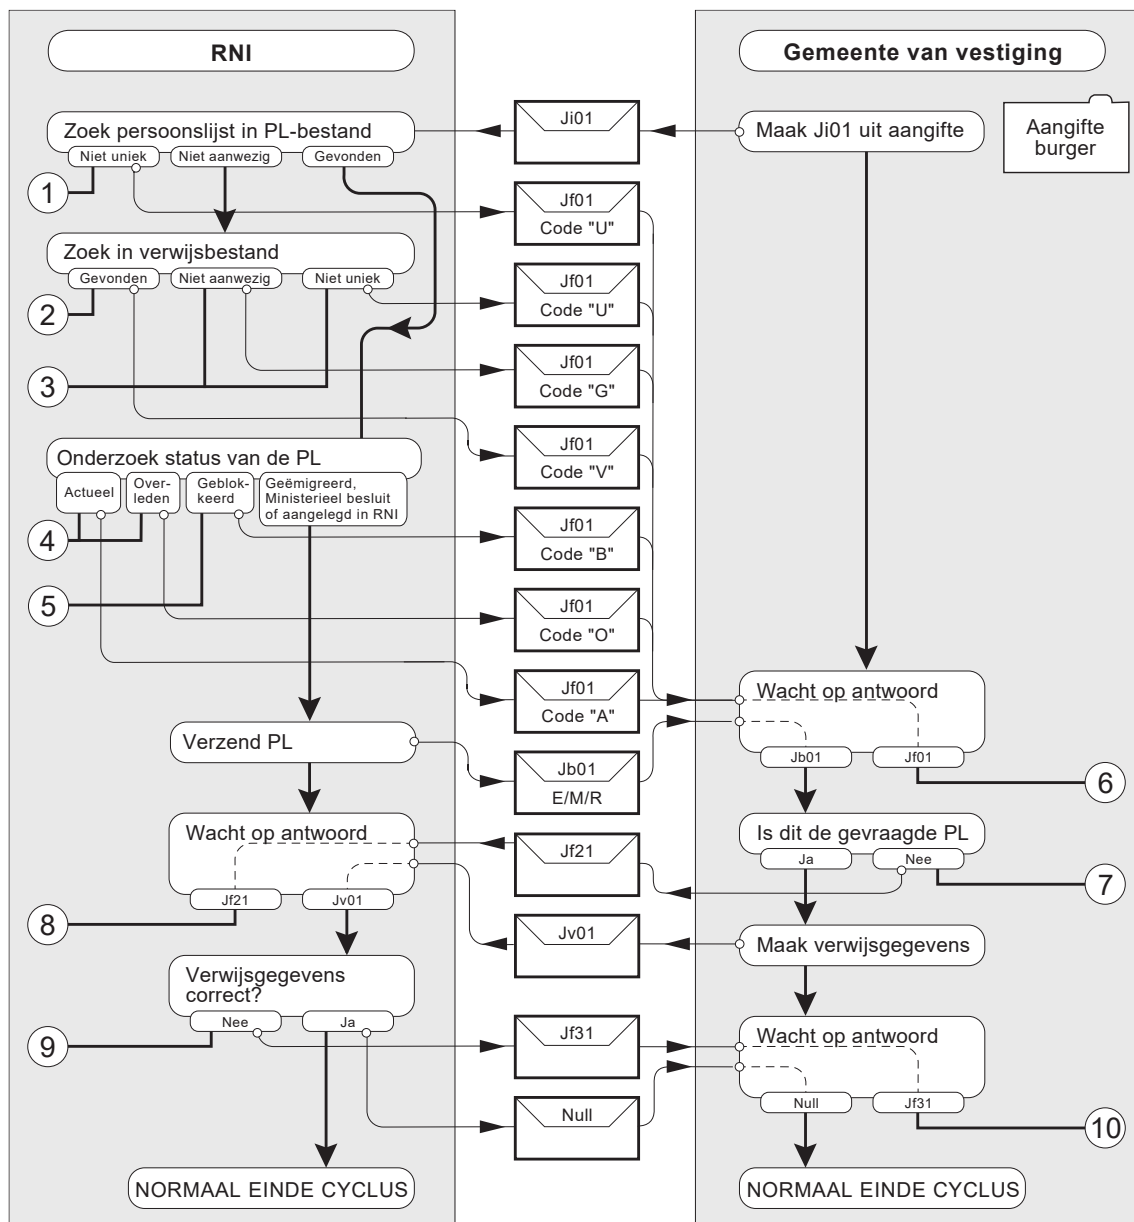 RNI
Gemeente van vestiging
Ji01
Zoek persoonslijst in PL-bestand
Niet uniek
Niet aanwezig
Gevonden
Maak Ji01 uit aangifte
Aangifte
burger
1
Jf01
Code "U"
Zoek in verwijsbestand
Gevonden
Niet aanwezig
Niet uniek
2
Jf01
Code "U"
3
Jf01
Code "G"
Jf01
Code "V"
Onderzoek status van de PL
Actueel
Over-
leden
Geblok-
keerd
Geëmigreerd,
Ministerieel besluit
of aangelegd in RNI
4
Jf01
Code "B"
5
Jf01
Code "O"
Jf01
Code "A"
Wacht op antwoord
Jb01
Jf01
6
Verzend PL
Jb01
E/M/R
Wacht op antwoord
Jf21
Jv01
8
Jf21
Is dit de gevraagde PL
Ja
Nee
7
Jv01
Maak verwijsgegevens
Verwijsgegevens
correct?
Nee
Ja
9
Jf31
Wacht op antwoord
Null
Jf31
10
Null
NORMAAL EINDE CYCLUS
NORMAAL EINDE CYCLUS